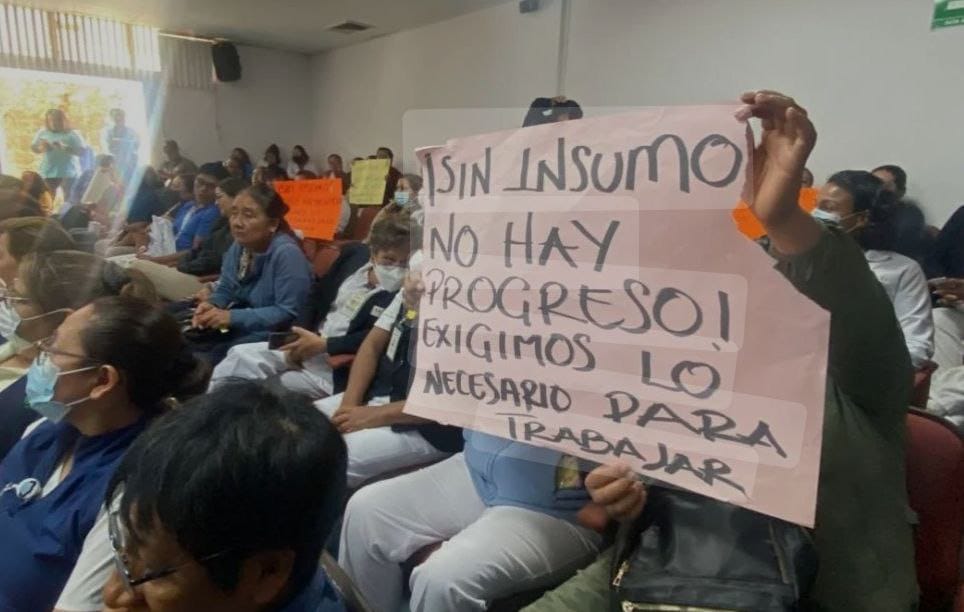 ¡SIN INSUMO
NO HAY
PROGRESO!
EXIGIMOS LO
NECESARIO PARA
TRABAJAR